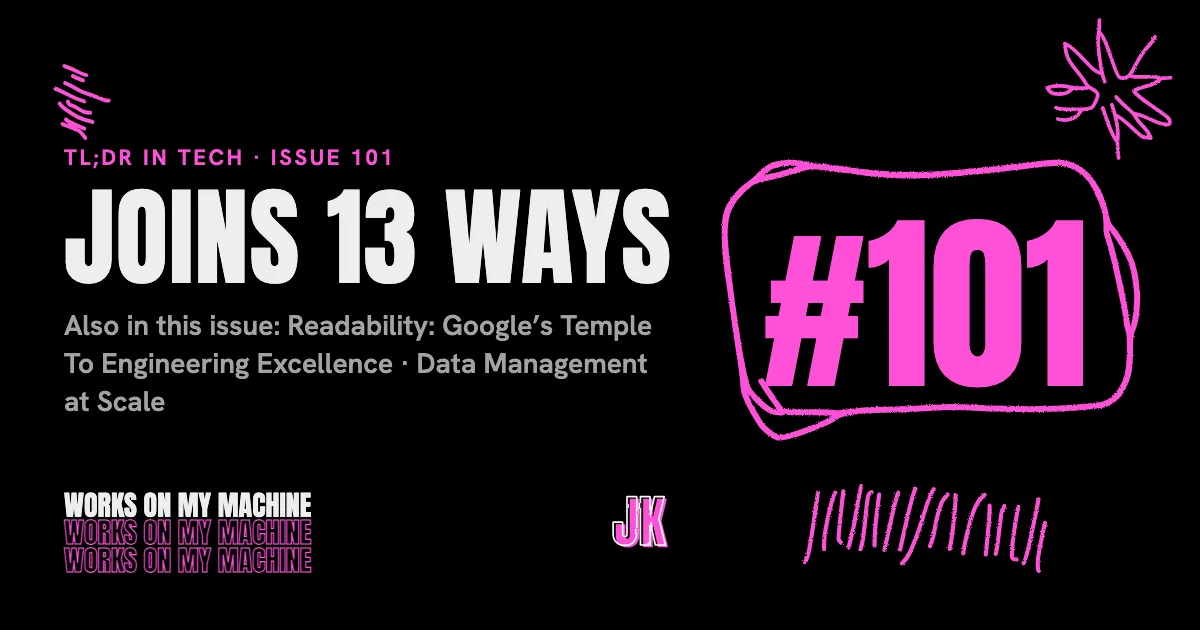 TL;DR IN TECH · ISSUE 101
JOINS 13 WAYS
Also in this issue: Readability: Google’s Temple
To Engineering Excellence · Data Management
at Scale
#101
WORKS ON MY MACHINE
WORKS ON MY MACHINE
WORKS ON MY MACHINE
JK